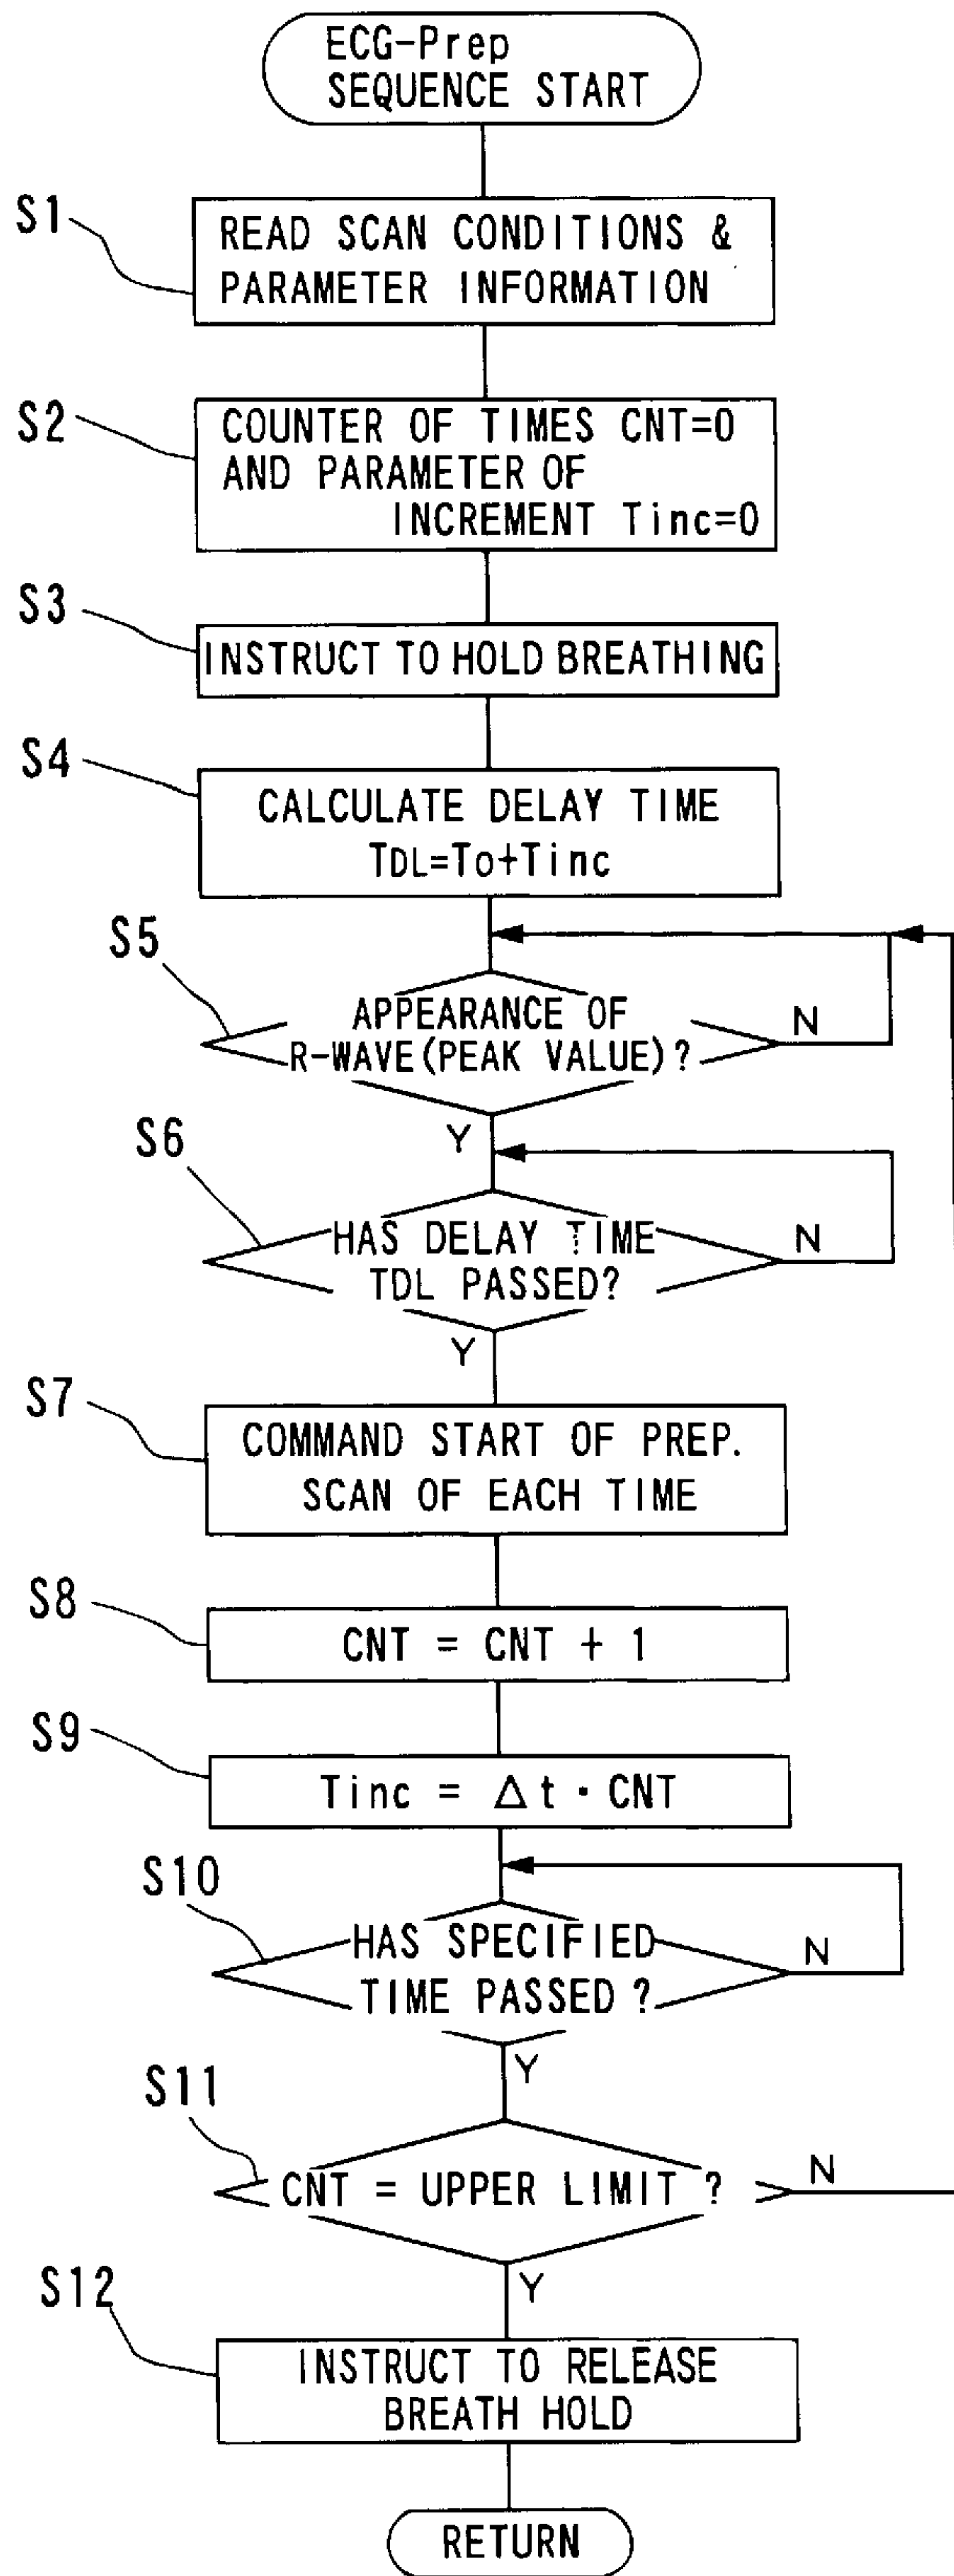 ECG-Prep
SEQUENCE START
S1
READ SCAN CONDITIONS &
PARAMETER INFORMATION
S2
COUNTER OF TIMES CNT=0
AND PARAMETER OF
INCREMENT Tinc=0
S3
INSTRUCT TO HOLD BREATHING
S4
CALCULATE DELAY TIME
TDL=To+Tinc
S5
APPEARANCE OF
R-WAVE(PEAK VALUE)?
N
Y
S6
HAS DELAY TIME
TDL PASSED?
N
Y
S7
COMMAND START OF PREP.
SCAN OF EACH TIME
S8
CNT = CNT + 1
S9
Tinc = Δt・CNT
S10
HAS SPECIFIED
TIME PASSED ?
N
Y
S11
CNT = UPPER LIMIT ?
N
Y
S12
INSTRUCT TO RELEASE
BREATH HOLD
RETURN